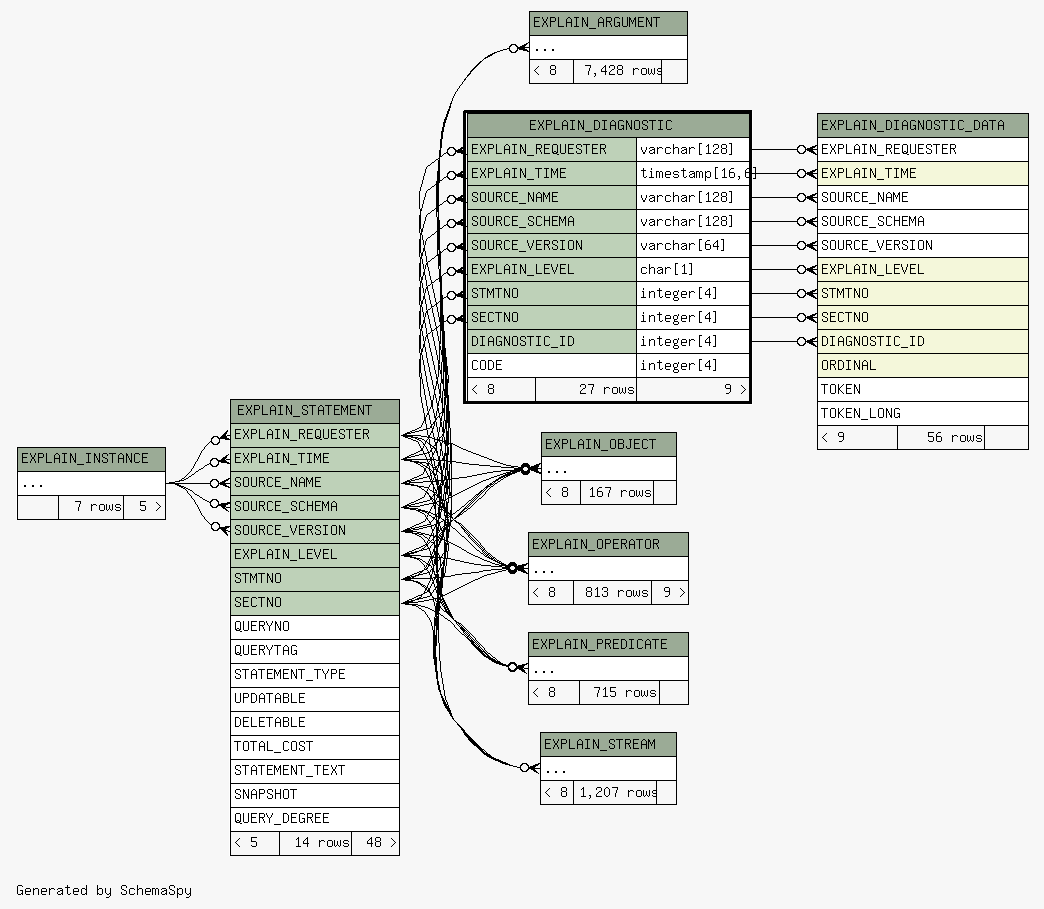 EXPLAIN_ARGUMENT
...
< 8 7,428 rows
EXPLAIN_DIAGNOSTIC
EXPLAIN_REQUESTER varchar[128]
EXPLAIN_TIME timestamp[16,6]
SOURCE_NAME varchar[128]
SOURCE_SCHEMA varchar[128]
SOURCE_VERSION varchar[64]
EXPLAIN_LEVEL char[1]
STMTNO integer[4]
SECTNO integer[4]
DIAGNOSTIC_ID integer[4]
CODE integer[4]
< 8 27 rows 9 >
EXPLAIN_DIAGNOSTIC_DATA
EXPLAIN_REQUESTER
EXPLAIN_TIME
SOURCE_NAME
SOURCE_SCHEMA
SOURCE_VERSION
EXPLAIN_LEVEL
STMTNO
SECTNO
DIAGNOSTIC_ID
ORDINAL
TOKEN
TOKEN_LONG
< 9 56 rows
EXPLAIN_INSTANCE
...
7 rows 5 >
EXPLAIN_STATEMENT
EXPLAIN_REQUESTER
EXPLAIN_TIME
SOURCE_NAME
SOURCE_SCHEMA
SOURCE_VERSION
EXPLAIN_LEVEL
STMTNO
SECTNO
QUERYNO
QUERYTAG
STATEMENT_TYPE
UPDATABLE
DELETABLE
TOTAL_COST
STATEMENT_TEXT
SNAPSHOT
QUERY_DEGREE
< 5 14 rows 48 >
EXPLAIN_OBJECT
...
< 8 167 rows
EXPLAIN_OPERATOR
...
< 8 813 rows 9 >
EXPLAIN_PREDICATE
...
< 8 715 rows
EXPLAIN_STREAM
...
< 8 1,207 rows
Generated by SchemaSpy